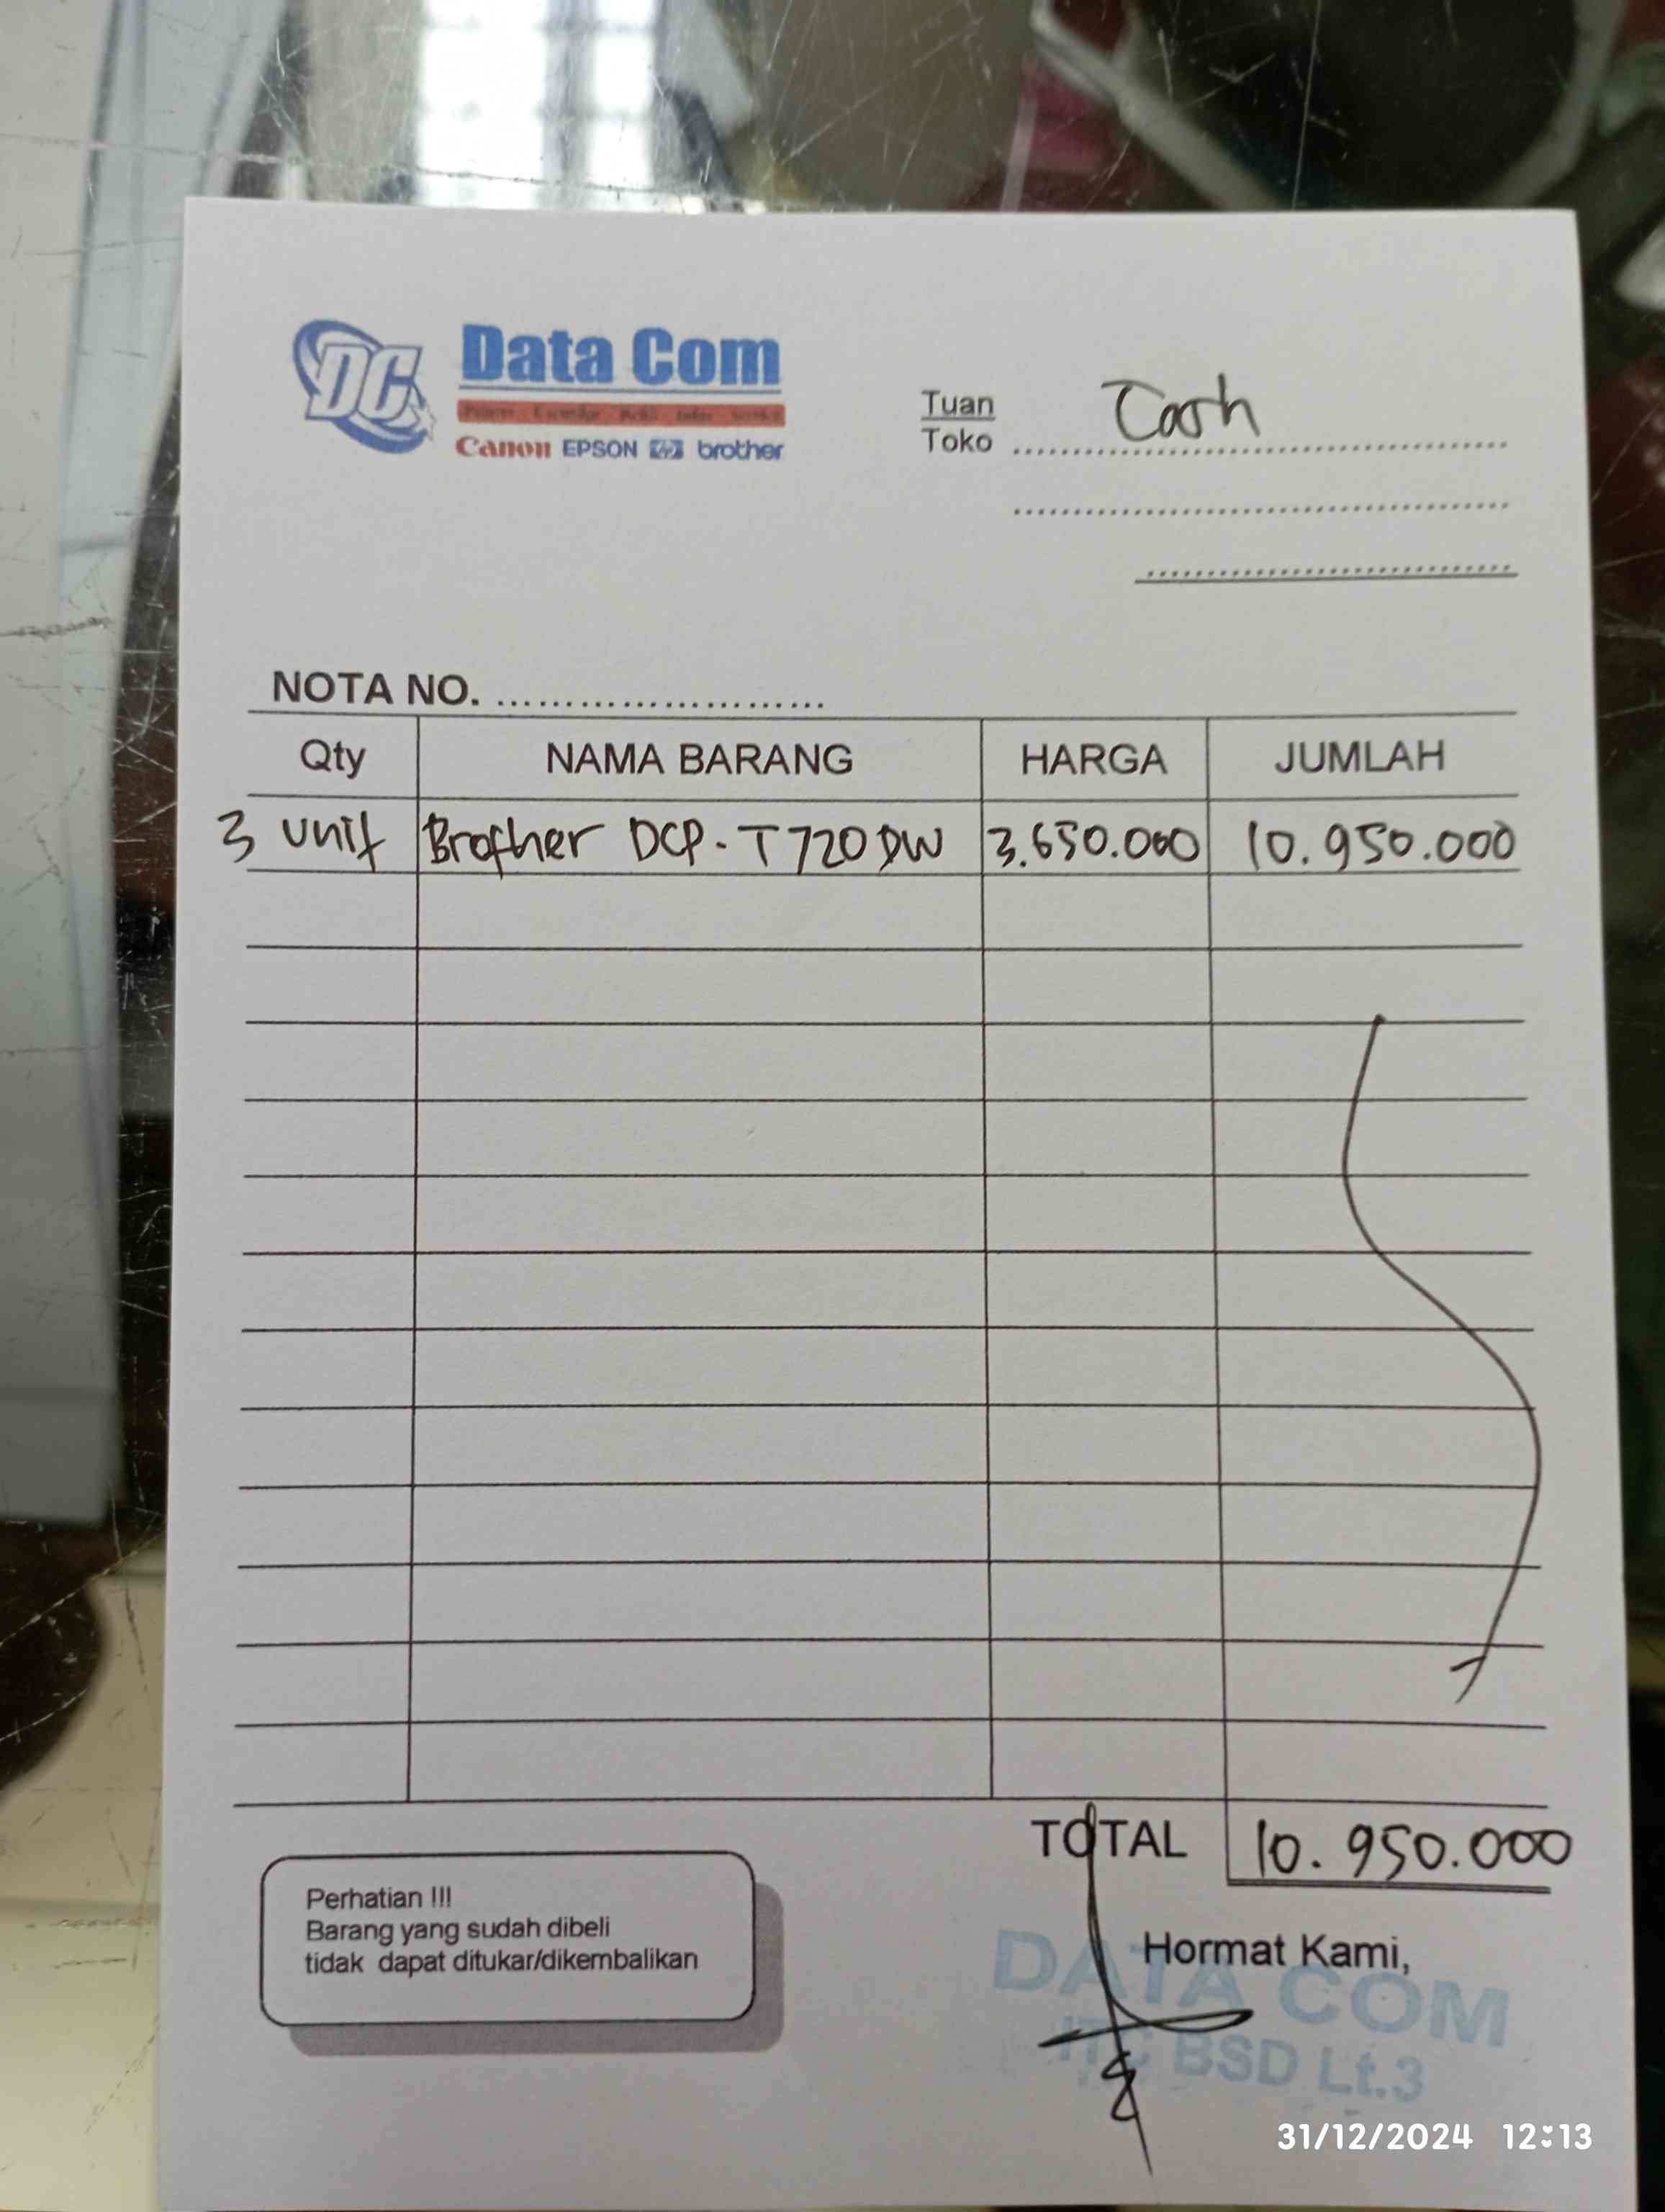 DC
Data Com
Canon EPSON hp brother
Tuan
Toko
Cash
NOTA NO. ........................
Qty NAMA BARANG HARGA JUMLAH
3 unit Brother DCP-T720DW 3.650.000 10.950.000
TOTAL 10.950.000
Perhatian !!!
Barang yang sudah dibeli
tidak dapat ditukar/dikembalikan
Hormat Kami,
DATA COM
ITC BSD Lt.3
31/12/2024 12:13